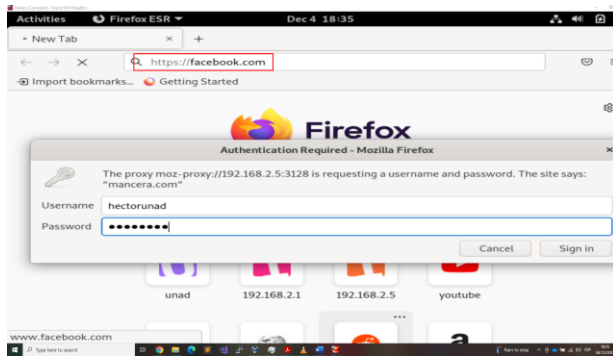 Activities Firefox ESR Dec 4 18:35
New Tab
https://facebook.com
Import bookmarks... Getting Started
Firefox
Authentication Required - Mozilla Firefox
The proxy moz-proxy://192.168.2.5:3128 is requesting a username and password. The site says:
"mancera.com"
Username hectorunad
Password ●●●●●●●●
Cancel Sign in
unad 192.168.2.1 192.168.2.5 youtube
www.facebook.com
Type here to search